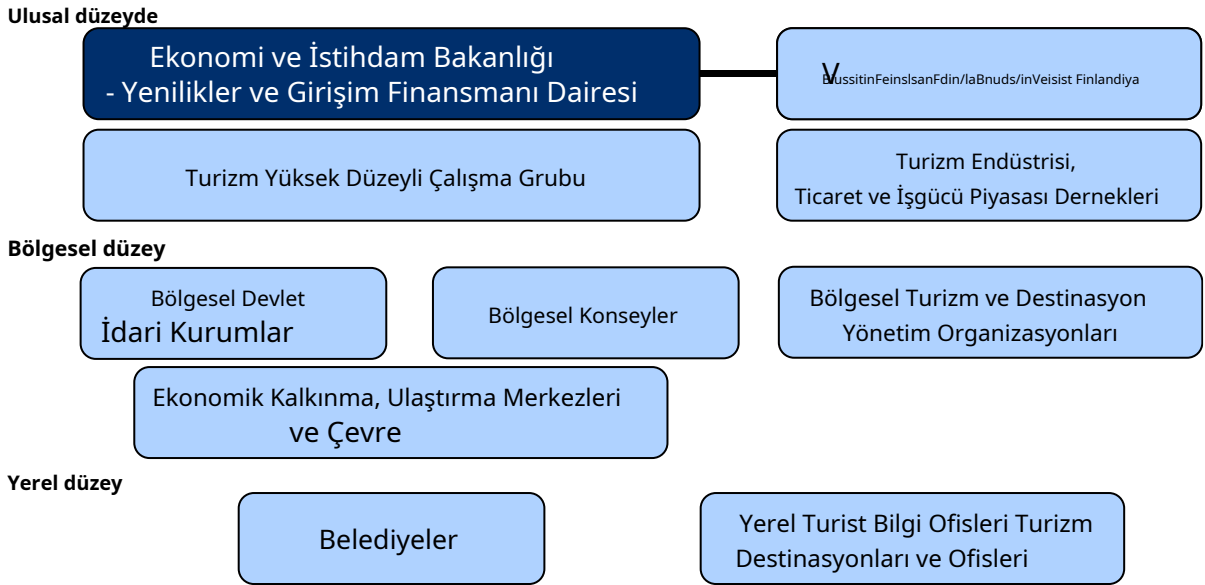 Ulusal düzeyde
Ekonomi ve İstihdam Bakanlığı
- Yenilikler ve Girişim Finansmanı Dairesi
Finlandiya
Turizm Yüksek Düzeyli Çalışma Grubu
Turizm Endüstrisi,
Ticaret ve İşgücü Piyasası Dernekleri
Bölgesel düzey
Bölgesel Devlet
İdari Kurumlar
Bölgesel Konseyler
Bölgesel Turizm ve Destinasyon
Yönetim Organizasyonları
Ekonomik Kalkınma, Ulaştırma Merkezleri
ve Çevre
Yerel düzey
Belediyeler
Yerel Turist Bilgi Ofisleri Turizm
Destinasyonları ve Ofisleri